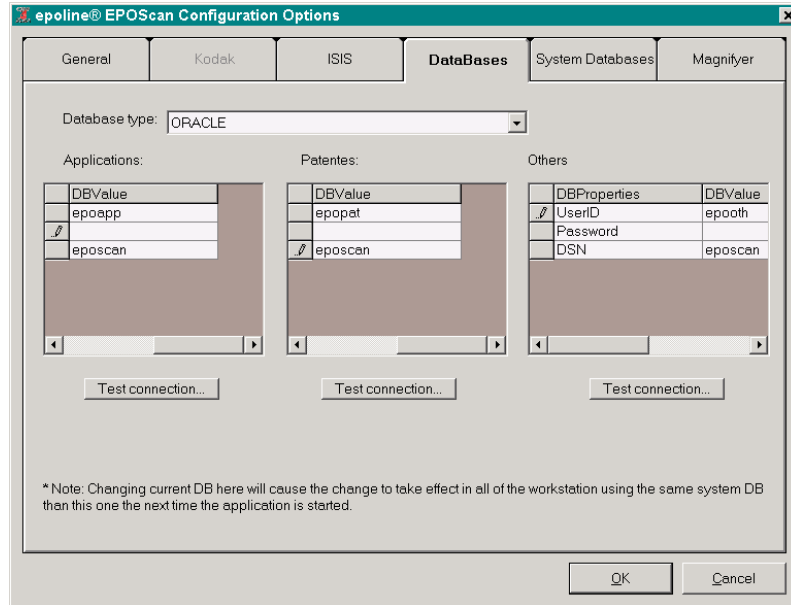 epoline® EPOScan Configuration Options
General Kodak ISIS DataBases System Databases Magnifyer
Database type: ORACLE
Applications: Patentes: Others
DBValue DBValue DBProperties DBValue
epoapp epopat UserID epooth
Password
eposcan eposcan DSN eposcan
Test connection... Test connection... Test connection...
* Note: Changing current DB here will cause the change to take effect in all of the workstation using the same system DB
than this one the next time the application is started.
OK Cancel